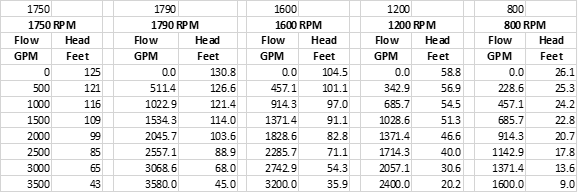 1750 1790 1600 1200 800
1750 RPM 1790 RPM 1600 RPM 1200 RPM 800 RPM
Flow Head Flow Head Flow Head Flow Head Flow Head
GPM Feet GPM Feet GPM Feet GPM Feet GPM Feet
0 125 0.0 130.8 0.0 104.5 0.0 58.8 0.0 26.1
500 121 511.4 126.6 457.1 101.1 342.9 56.9 228.6 25.3
1000 116 1022.9 121.4 914.3 97.0 685.7 54.5 457.1 24.2
1500 109 1534.3 114.0 1371.4 91.1 1028.6 51.3 685.7 22.8
2000 99 2045.7 103.6 1828.6 82.8 1371.4 46.6 914.3 20.7
2500 85 2557.1 88.9 2285.7 71.1 1714.3 40.0 1142.9 17.8
3000 65 3068.6 68.0 2742.9 54.3 2057.1 30.6 1371.4 13.6
3500 43 3580.0 45.0 3200.0 35.9 2400.0 20.2 1600.0 9.0